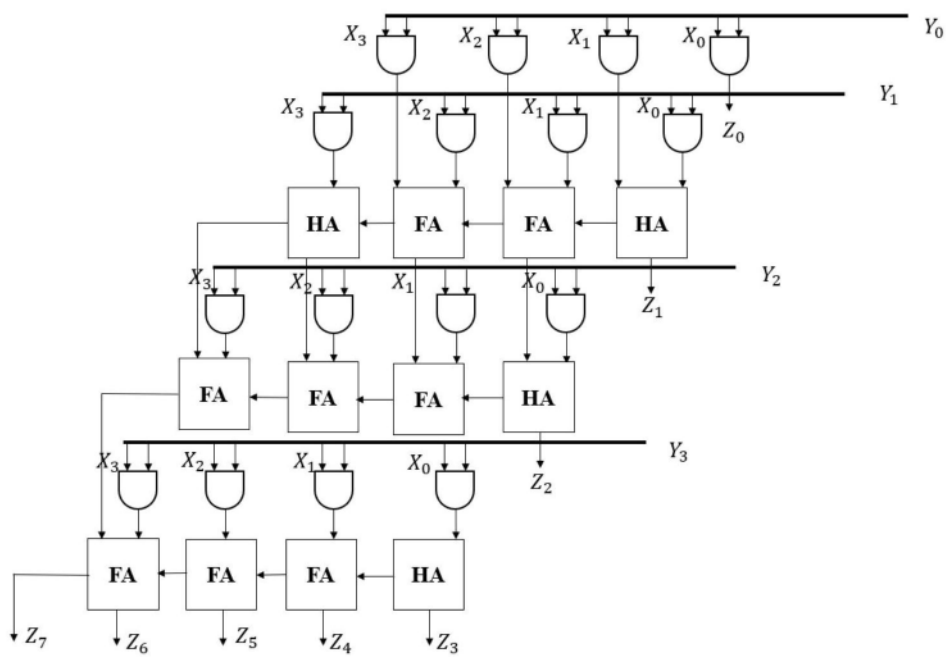 X₃ X₂ X₁ X₀ Y₀
X₃ X₂ X₁ X₀ Z₀ Y₁
HA FA FA HA
X₃ X₂ X₁ X₀ Z₁ Y₂
FA FA FA HA
X₃ X₂ X₁ X₀ Z₂ Y₃
FA FA FA HA
Z₇ Z₆ Z₅ Z₄ Z₃